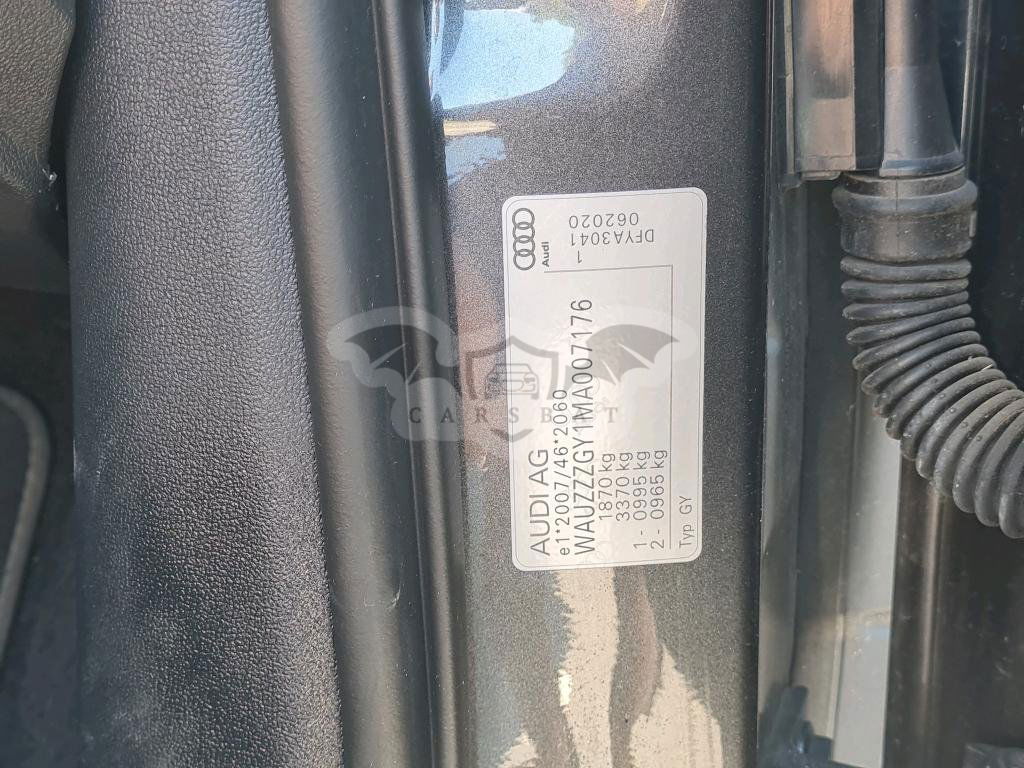 Audi
AUDI AG
e1*2007/46*2060
WAUZZZGY1MA007176
1870 kg
3370 kg
1- 0995 kg
2- 0965 kg
Typ GY
1
062020
DFYA3041
CARSBAT